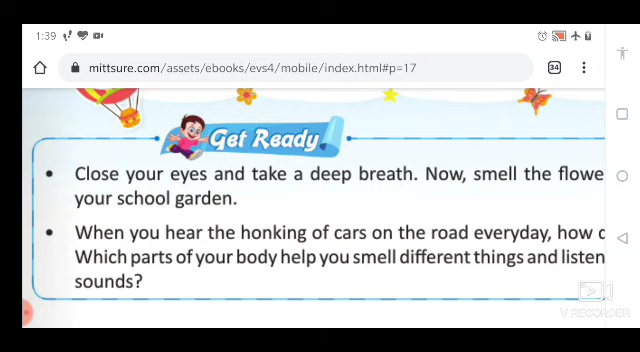 1:39
34
mittsure.com/assets/ebooks/evs4/mobile/index.html#p=17
Get Ready
• Close your eyes and take a deep breath. Now, smell the flowe
your school garden.
• When you hear the honking of cars on the road everyday, how
Which parts of your body help you smell different things and listen
sounds?
V RECORDER